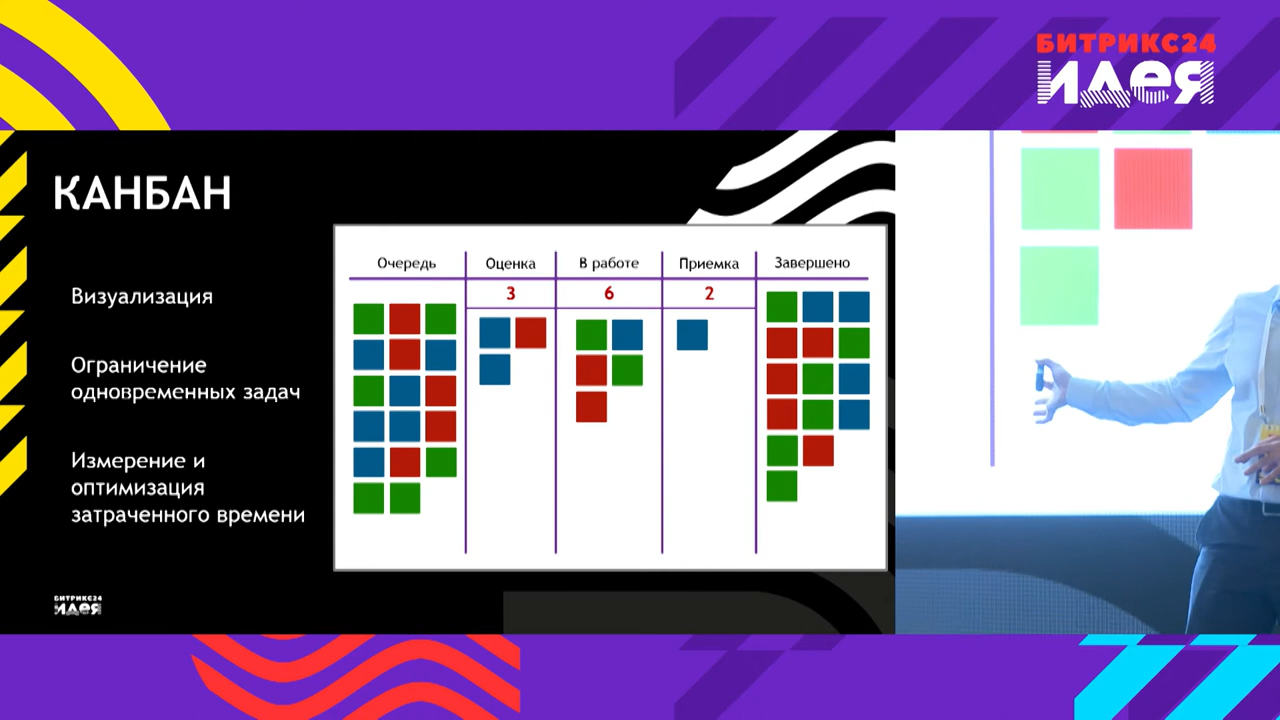 БИТРИКС24
ИДЕЯ
КАНБАН
Визуализация
Ограничение
одновременных задач
Измерение и
оптимизация
затраченного времени
Очередь
Оценка
В работе
Приемка
Завершено
3
6
2
БИТРИКС24
ИДЕЯ